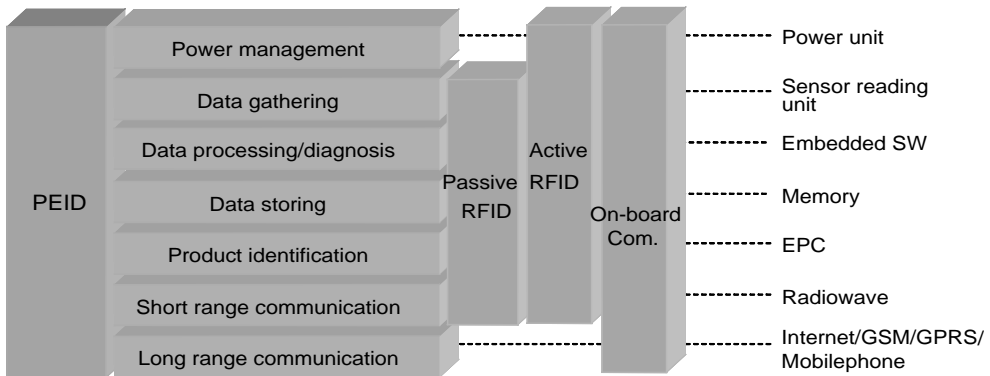 PEID
Power management
Data gathering
Data processing/diagnosis
Data storing
Product identification
Short range communication
Long range communication
Passive
RFID
Active
RFID
On-board
Com.
Power unit
Sensor reading
unit
Embedded SW
Memory
EPC
Radiowave
Internet/GSM/GPRS/
Mobilephone